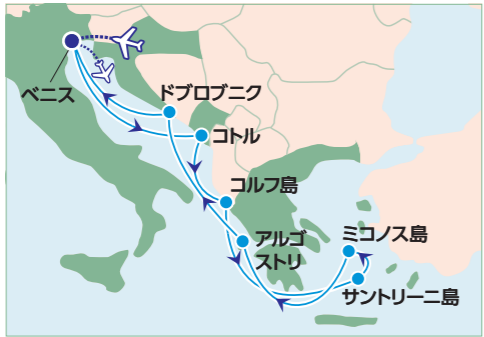 ベニス
ドブロブニク
コトル
コルフ島
アルゴ
ストリ
ミコノス島
サントリーニ島